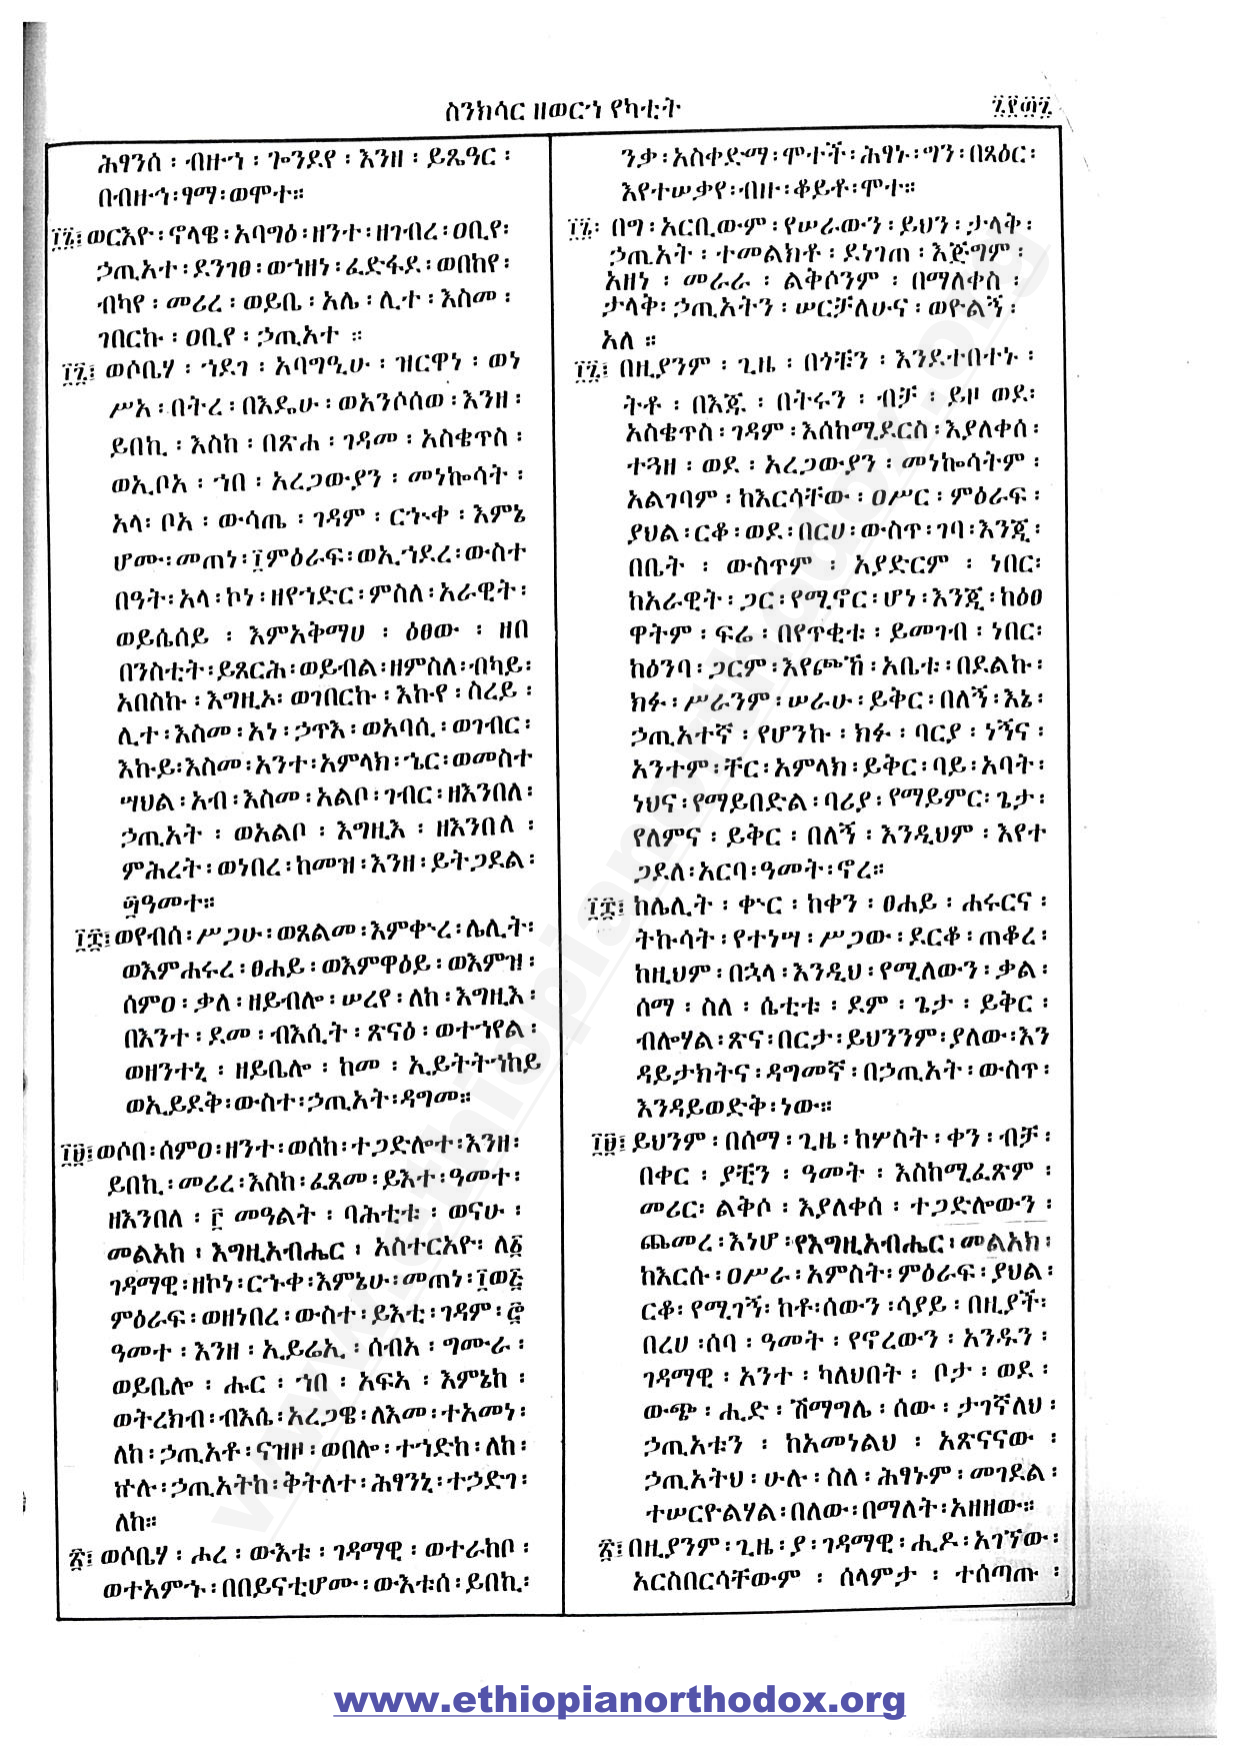 ስንክሳር ዘወርኀ የካቲት
ሕፃንሰ ፡ ብዙኀ ፡ ጐንደየ ፡ እንዘ ፡ ይጼዓር ፡
በብዙኅ ፡ ፃማ ፡ ወሞተ።
፲፮፤ ወርእዮ ፡ ኖላዌ ፡ አባግዕ ፡ ዘንተ ፡ ዘገብረ ፡ ዐቢየ፡
ኃጢአተ ፡ ደንገፀ ፡ ወኀዘነ ፡ ፈድፋደ ፡ ወበከየ ፡
ብካየ ፡ መሪረ ፡ ወይቤ ፡ አሌ ፡ ሊተ ፡ እስመ ፡
ገበርኩ ፡ ዐቢየ ፡ ኃጢአተ ።
፲፯፤ ወሶቤሃ ፡ ኀደገ ፡ አባግዒሁ ፡ ዝርዋነ ፡ ወነ
ሥአ ፡ በትረ ፡ በእዴሁ ፡ ወአንሶሰወ ፡ እንዘ ፡
ይበኪ ፡ እስከ ፡ በጽሐ ፡ ገዳመ ፡ አስቄጥስ ፡
ወኢቦአ ፡ ኀበ ፡ አረጋውያን ፡ መነኰሳት ፡
አላ፡ ቦአ ፡ ውሳጤ ፡ ገዳም ፡ ርኍቀ ፡ እምኔ
ሆሙ ፡ መጠነ ፡ ፲ምዕራፍ ፡ ወኢኀደረ ፡ ውስተ
በዓት ፡ አላ ፡ ኮነ ፡ ዘየኀድር ፡ ምስለ ፡ አራዊት ፡
ወይሴሰይ ፡ እምአቅማሀ ፡ ዕፀው ፡ ዘበ
በንስቲት ፡ ይጸርሕ ፡ ወይብል ፡ ዘምስለ ፡ ብካይ ፡
አበስኩ ፡ እግዚኦ ፡ ወገበርኩ ፡ እኩየ ፡ ስረይ ፡
ሊተ ፡ እስመ ፡ አነ ፡ ኃጥእ ፡ ወአባሲ ፡ ወገብር ፡
እኩይ ፡ እስመ ፡ አንተ ፡ አምላክ ፡ ኄር ፡ ወመስተ
ሣህል ፡ አብ ፡ እስመ ፡ አልቦ ፡ ገብር ፡ ዘእንበለ ፡
ኃጢአት ፡ ወአልቦ ፡ እግዚእ ፡ ዘእንበለ ፡
ምሕረት ፡ ወነበረ ፡ ከመዝ ፡ እንዘ ፡ ይትጋደል ፡
፵ዓመተ።
፲፰፤ ወየብሰ ፡ ሥጋሁ ፡ ወጸልመ ፡ እምቍረ ፡ ሌሊት ፡
ወእምሐሩረ ፡ ፀሐይ ፡ ወእምዋዕይ ፡ ወእምዝ ፡
ሰምዐ ፡ ቃለ ፡ ዘይብሎ ፡ ሠረየ ፡ ለከ ፡ እግዚእ ፡
በእንተ ፡ ደመ ፡ ብእሲት ፡ ጽናዕ ፡ ወተኀየል ፡
ወዘንተኒ ፡ ዘይቤሎ ፡ ከመ ፡ ኢይትትኀከይ
ወኢይደቅ ፡ ውስተ ፡ ኃጢአት ፡ ዳግመ።
፲፱፤ ወሶበ ፡ ሰምዐ ፡ ዘንተ ፡ ወሰከ ፡ ተጋድሎተ ፡ እንዘ ፡
ይበኪ ፡ መሪረ ፡ እስከ ፡ ፈጸመ ፡ ይእተ ፡ ዓመተ ፡
ዘእንበለ ፡ ፫ መዓልት ፡ ባሕቲቱ ፡ ወናሁ ፡
መልአከ ፡ እግዚአብሔር ፡ አስተርአዮ፡ ለ፩
ገዳማዊ ፡ ዘኮነ ፡ ርኁቀ ፡ እምኔሁ ፡ መጠነ ፡ ፲ወ፭
ምዕራፍ ፡ ወዘነበረ ፡ ውስተ ፡ ይእቲ ፡ ገዳም ፡ ፸
ዓመተ ፡ እንዘ ፡ ኢይሬኢ ፡ ሰብአ ፡ ግሙራ ፡
ወይቤሎ ፡ ሑር ፡ ኀበ ፡ አፍአ ፡ እምኔከ ፡
ወትረክብ ፡ ብእሴ ፡ አረጋዌ ፡ ለእመ ፡ ተአመነ ፡
ለከ ፡ ኃጢአቶ ፡ ናዝዞ ፡ ወበሎ ፡ ተኀድከ ፡ ለከ ፡
ኵሉ ፡ ኃጢአትከ ፡ ቅትለተ ፡ ሕፃንኒ ፡ ተኃድገ ፡
ለከ።
፳፤ ወሶቤሃ ፡ ሖረ ፡ ውእቱ ፡ ገዳማዊ ፡ ወተራከቦ ፡
ወተአምኁ ፡ በበይናቲሆሙ ፡ ውእቱሰ ፡ ይበኪ፡
ንቃ ፡ አስቀድማ ፡ ሞተች ፡ ሕፃኑ ፡ ግን ፡ በጻዕር ፡
እየተሠቃየ ፡ ብዙ ፡ ቆይቶ ፡ ሞተ።
፲፮፡ በግ ፡ አርቢውም ፡ የሠራውን ፡ ይህን ፡ ታላቅ ፡
ኃጢአት ፡ ተመልክቶ ፡ ደነገጠ ፡ እጅግም ፡
አዘነ ፡ መራራ ፡ ልቅሶንም ፡ በማለቀስ ፡
ታላቅ፡ ኃጢአትን ፡ ሠርቻለሁና ፡ ወዮልኝ ፡
አለ ።
፲፯፤ በዚያንም ፡ ጊዜ ፡ በጎቹን ፡ እንደተበተኑ ፡
ትቶ ፡ በእጁ ፡ በትሩን ፡ ብቻ ፡ ይዞ ወደ፡
አስቄጥስ ፡ ገዳም ፡ እስከሚደርስ ፡ እያለቀሰ ፡
ተጓዘ ፡ ወደ ፡ አረጋውያን ፡ መነኰሳትም ፡
አልገባም ፡ ከእርሳቸው ፡ ዐሥር ፡ ምዕራፍ ፡
ያህል ፡ ርቆ ፡ ወደ ፡ በርሀ ፡ ውስጥ ፡ ገባ ፡ እንጂ ፡
በቤት ፡ ውስጥም ፡ አያድርም ፡ ነበር፡
ከአራዊት ፡ ጋር ፡ የሚኖር ፡ ሆነ ፡ እንጂ ፡ ከዕፀ
ዋትም ፡ ፍሬ ፡ በየጥቂቱ ፡ ይመገብ ፡ ነበር፡
ከዕንባ ፡ ጋርም ፡ እየጮኸ ፡ አቤቱ ፡ በደልኩ ፡
ክፉ ፡ ሥራንም ፡ ሠራሁ ፡ ይቅር ፡ በለኝ ፡ እኔ ፡
ኃጢአተኛ ፡ የሆንኩ ፡ ክፉ ፡ ባርያ ፡ ነኝና ፡
አንተም ፡ ቸር ፡ አምላክ ፡ ይቅር ፡ ባይ ፡ አባት ፡
ነህና ፡ የማይበድል ፡ ባሪያ ፡ የማይምር፡ ጌታ ፡
የለምና ፡ ይቅር ፡ በለኝ ፡ እንዲህም ፡ እየተ
ጋደለ ፡ አርባ ፡ ዓመት ፡ ኖረ።
፲፰፤ ከሌሊት ፡ ቍር ፡ ከቀን ፡ ፀሐይ ፡ ሐሩርና ፡
ትኩሳት ፡ የተነሣ ፡ ሥጋው ፡ ደርቆ ፡ ጠቆረ ፡
ከዚህም ፡ በኋላ ፡ እንዲህ ፡ የሚለውን ፡ ቃል ፡
ሰማ ፡ ስለ ፡ ሴቲቱ ፡ ደም ፡ ጌታ ፡ ይቅር ፡
ብሎሃል ፡ ጽና ፡ በርታ ፡ ይህንንም ፡ ያለው ፡ እን
ዳይታክትና ፡ ዳግመኛ ፡ በኃጢአት ፡ ውስጥ ፡
እንዳይወድቅ ፡ ነው።
፲፱፤ ይህንም ፡ በሰማ ፡ ጊዜ ፡ ከሦስት ፡ ቀን ፡ ብቻ ፡
በቀር ፡ ያቺን ፡ ዓመት ፡ እስከሚፈጽም ፡
መሪር፡ ልቅሶ ፡ እያለቀሰ ፡ ተጋድሎውን ፡
ጨመረ ፡ እነሆ ፡ የእግዚአብሔር ፡ መልአክ ፡
ከእርሱ ፡ ዐሥራ ፡ አምስት ፡ ምዕራፍ ፡ ያህል ፡
ርቆ፡ የሚገኝ፡ ከቶ ፡ ሰውን ፡ ሳያይ ፡ በዚያች፡
በረሀ ፡ ሰባ ፡ ዓመት ፡ የኖረውን ፡ አንዱን ፡
ገዳማዊ ፡ አንተ ፡ ካለህበት ፡ ቦታ ፡ ወደ ፡
ውጭ ፡ ሒድ ፡ ሽማግሌ ፡ ሰው ፡ ታገኛለህ ፡
ኃጢአቱን ፡ ከአመነልህ ፡ አጽናናው ፡
ኃጢአትህ ፡ ሁሉ ፡ ስለ ፡ ሕፃኑም ፡ መገደል ፡
ተሠርዮልሃል ፡ በለው ፡ በማለት ፡ አዘዘው።
፳፤ በዚያንም ፡ ጊዜ ፡ ያ ፡ ገዳማዊ ፡ ሒዶ ፡ አገኘው ፡
እርስበርሳቸውም ፡ ሰላምታ ፡ ተሰጣጡ ፡
www.ethiopianorthodox.org